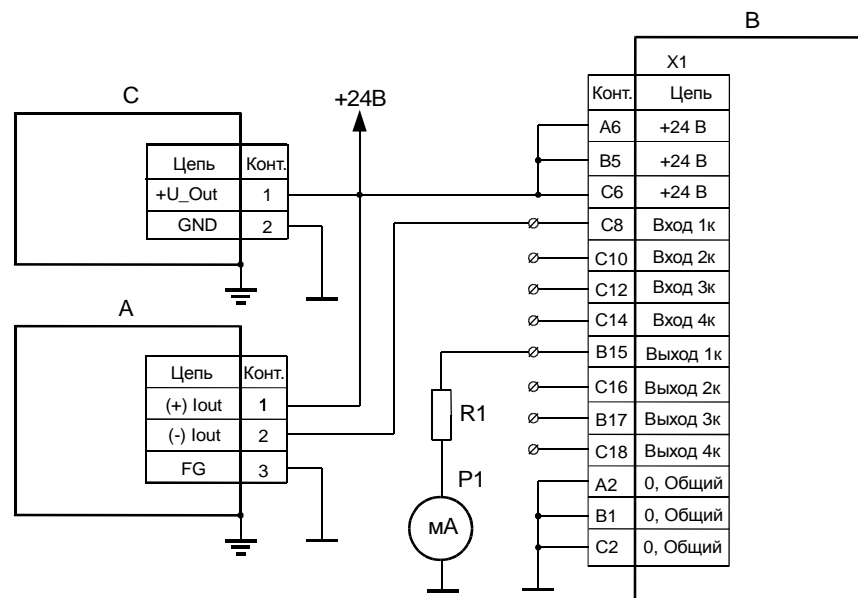 B
X1
Конт. Цепь
A6 +24 В
B5 +24 В
C6 +24 В
C8 Вход 1к
C10 Вход 2к
C12 Вход 3к
C14 Вход 4к
B15 Выход 1к
C16 Выход 2к
B17 Выход 3к
C18 Выход 4к
A2 0, Общий
B1 0, Общий
C2 0, Общий
C
+24В
Цепь Конт.
+U_Out 1
GND 2
A
Цепь Конт.
(+) Iout 1
(-) Iout 2
FG 3
R1
P1
мА